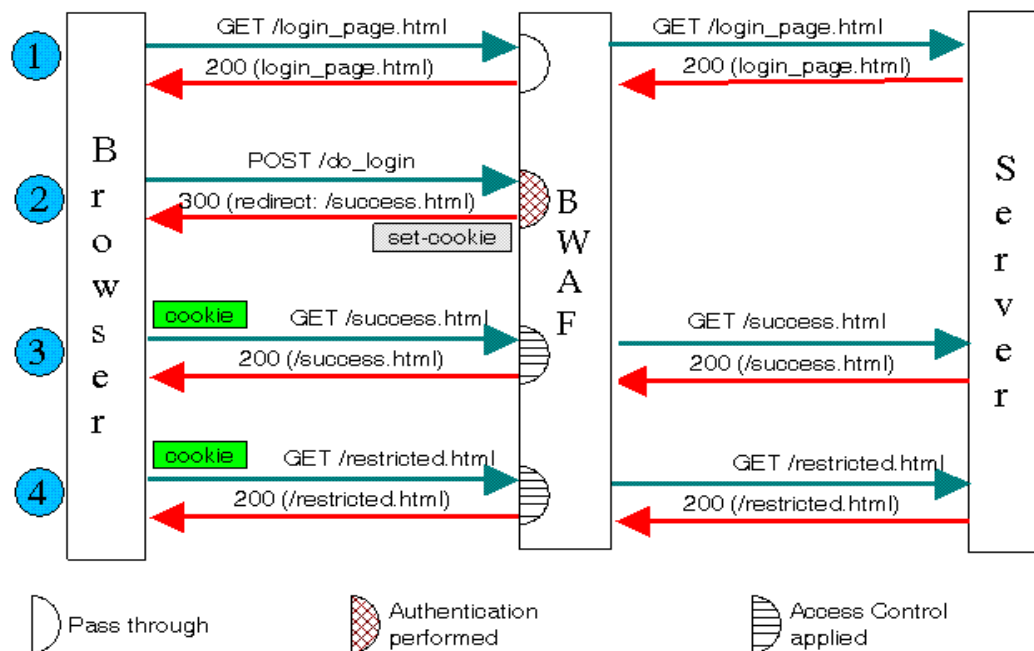 1
GET /login_page.html
GET /login_page.html
200 (login_page.html)
200 (login_page.html)
Browser
BWAF
Server
2
POST /do_login
300 (redirect: /success.html)
set-cookie
3
cookie
GET /success.html
GET /success.html
200 (/success.html)
200 (/success.html)
4
cookie
GET /restricted.html
GET /restricted.html
200 (/restricted.html)
200 (/restricted.html)
Pass through
Authentication
performed
Access Control
applied